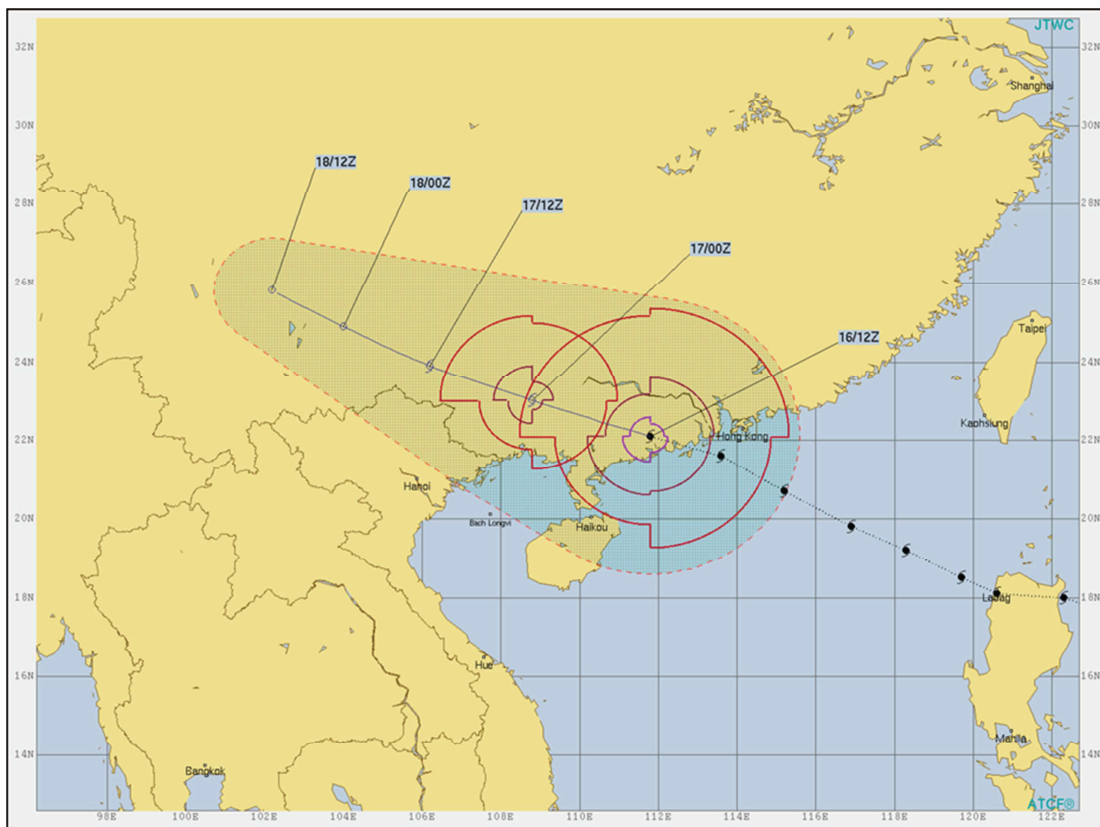 JTWC
32N
32N
Shanghai
30N
30N
18/12Z
18/00Z
28N
28N
17/12Z
17/00Z
26N
26N
16/12Z
Taipei
24N
24N
Kaohsiung
22N
22N
Hong Kong
Hanoi
20N
20N
Bach Longvi
Haikou
18N
18N
Laoag
Hue
16N
16N
14N
14N
Manila
Bangkok
ATCF®
98E 100E 102E 104E 106E 108E 110E 112E 114E 116E 118E 120E 122E